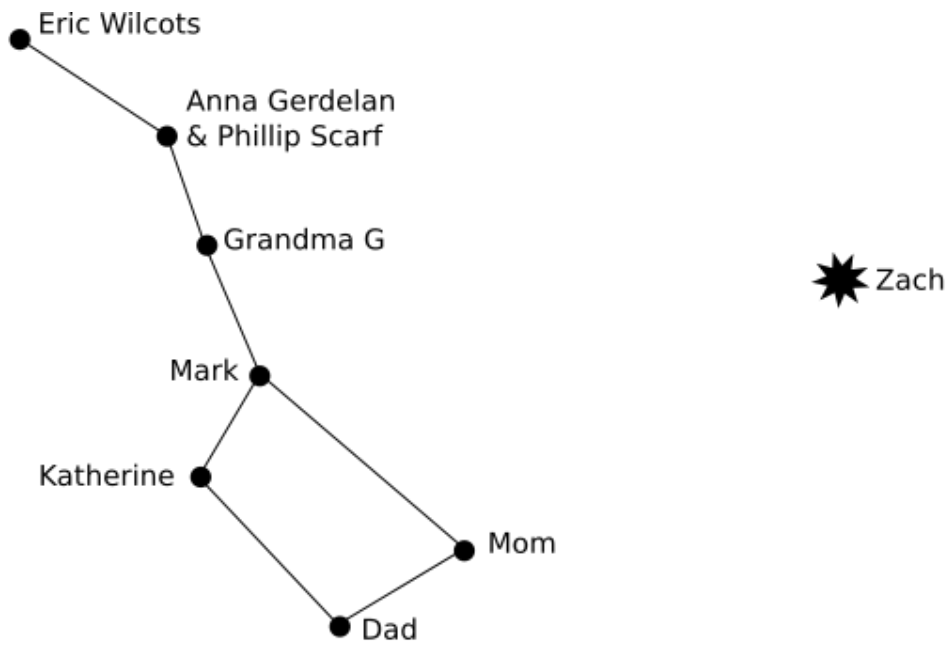 Eric Wilcots
Anna Gerdelan
& Phillip Scarf
Grandma G
Zach
Mark
Katherine
Mom
Dad